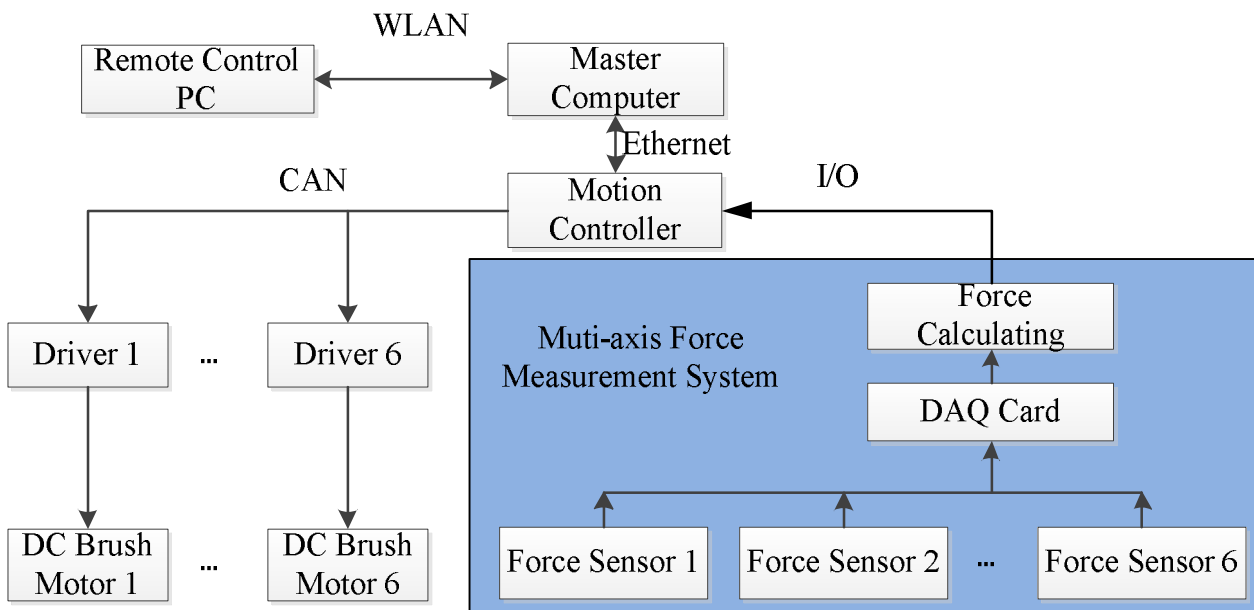 WLAN
Remote Control
PC
Master
Computer
Ethernet
CAN
Motion
Controller
I/O
Driver 1
...
Driver 6
Muti-axis Force
Measurement System
Force
Calculating
DAQ Card
DC Brush
Motor 1
...
DC Brush
Motor 6
Force Sensor 1
Force Sensor 2
...
Force Sensor 6